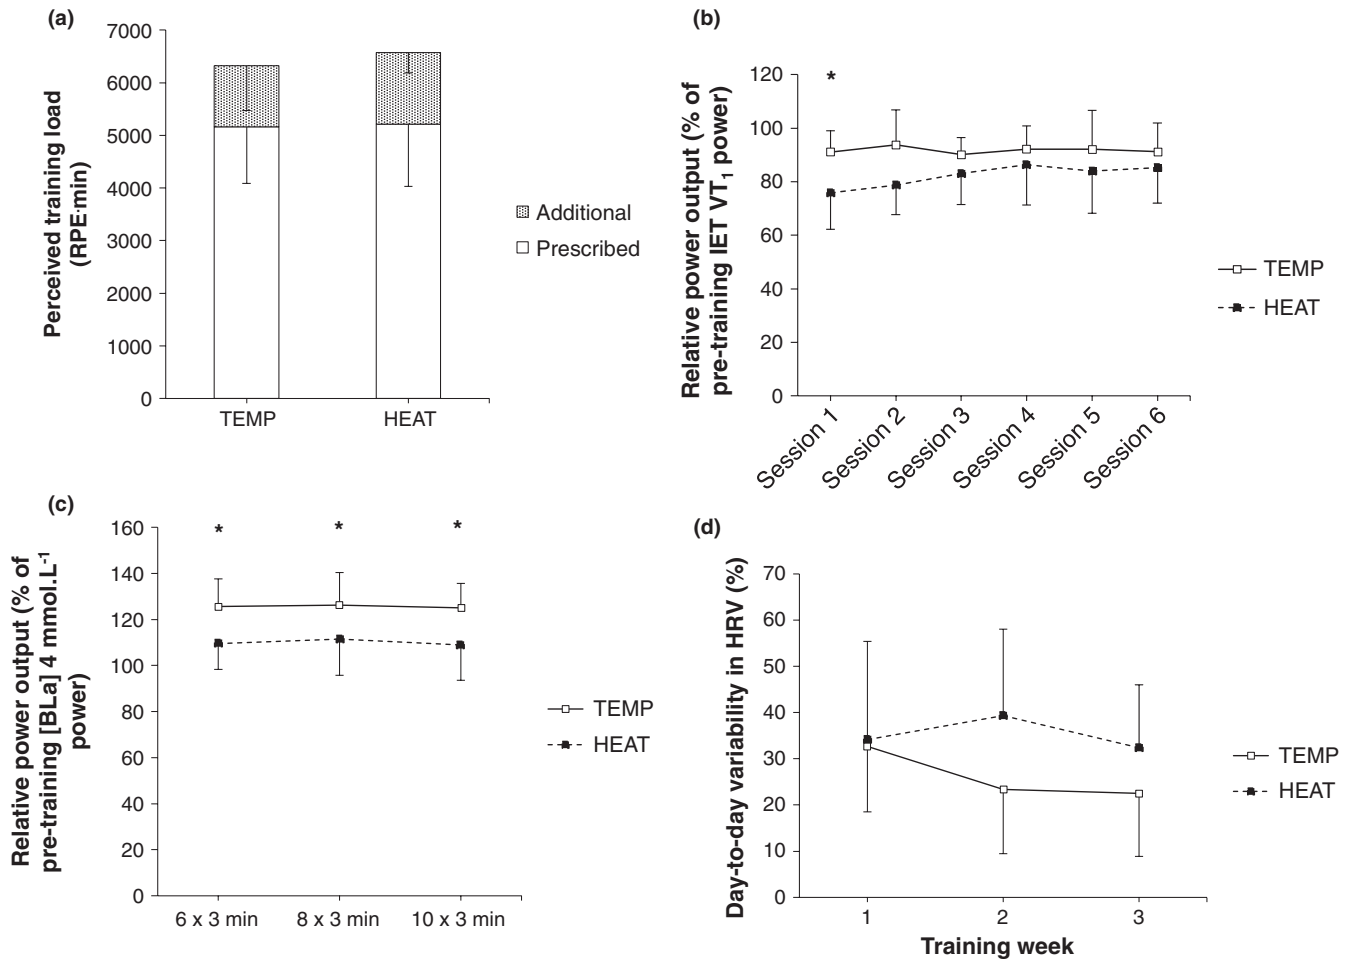 (a)
7000
6000
5000
4000
3000
2000
1000
0
Perceived training load
(RPE·min)
TEMP HEAT
Additional
Prescribed
(b)
120
100
80
60
40
20
0
Relative power output (% of
pre-training IET VT₁ power)
*
Session 1
Session 2
Session 3
Session 4
Session 5
Session 6
TEMP
HEAT
(c)
160
140
120
100
80
60
40
20
0
Relative power output (% of
pre-training [BLa] 4 mmol.L⁻¹
power)
* * *
6 x 3 min 8 x 3 min 10 x 3 min
TEMP
HEAT
(d)
70
60
50
40
30
20
10
0
Day-to-day variability in HRV (%)
1 2 3
Training week
TEMP
HEAT